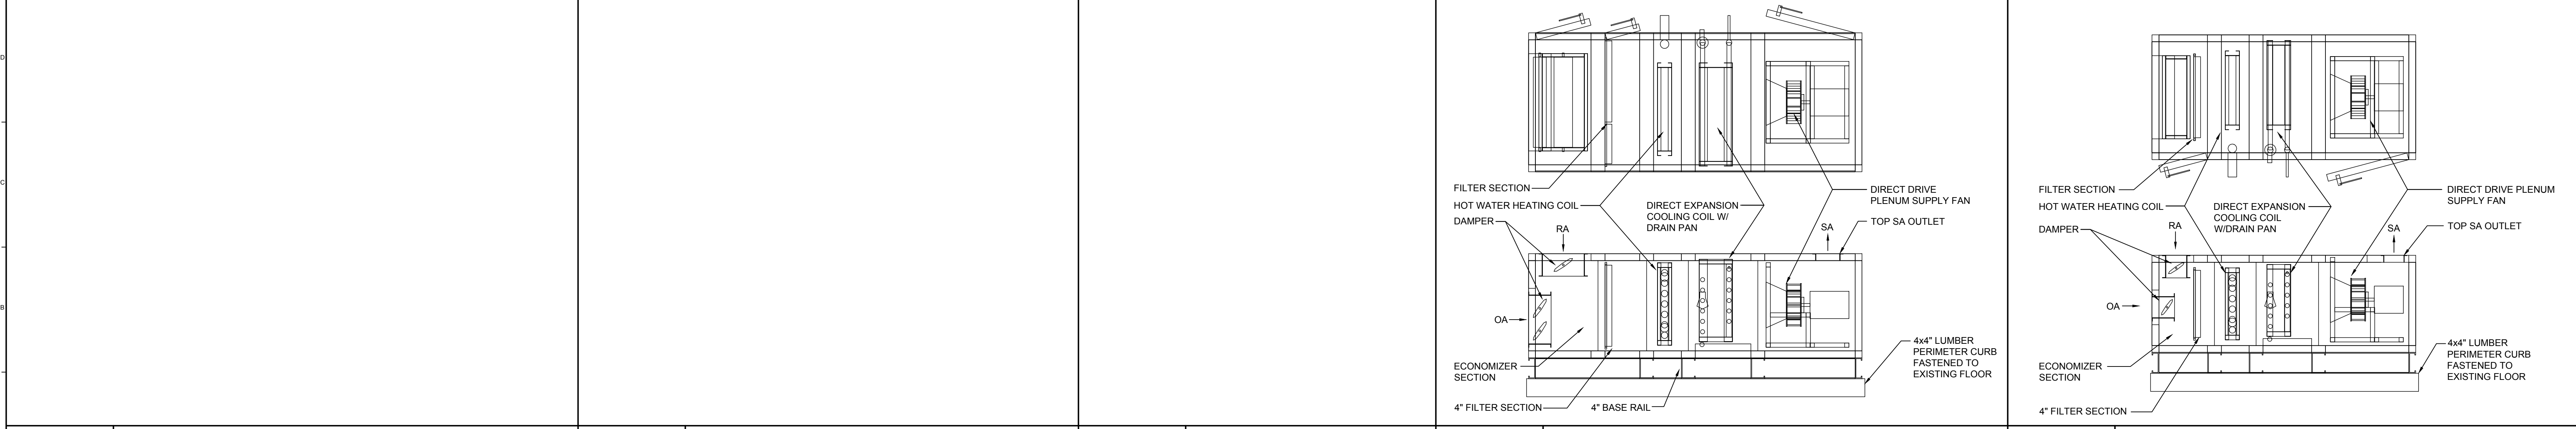 D
C
B
FILTER SECTION
HOT WATER HEATING COIL
DAMPER
RA
DIRECT EXPANSION
COOLING COIL W/
DRAIN PAN
DIRECT DRIVE
PLENUM SUPPLY FAN
TOP SA OUTLET
SA
OA
ECONOMIZER
SECTION
4" FILTER SECTION
4" BASE RAIL
4x4" LUMBER
PERIMETER CURB
FASTENED TO
EXISTING FLOOR
FILTER SECTION
HOT WATER HEATING COIL
DAMPER
RA
DIRECT EXPANSION
COOLING COIL
W/DRAIN PAN
DIRECT DRIVE PLENUM
SUPPLY FAN
TOP SA OUTLET
SA
OA
ECONOMIZER
SECTION
4" FILTER SECTION
4x4" LUMBER
PERIMETER CURB
FASTENED TO
EXISTING FLOOR